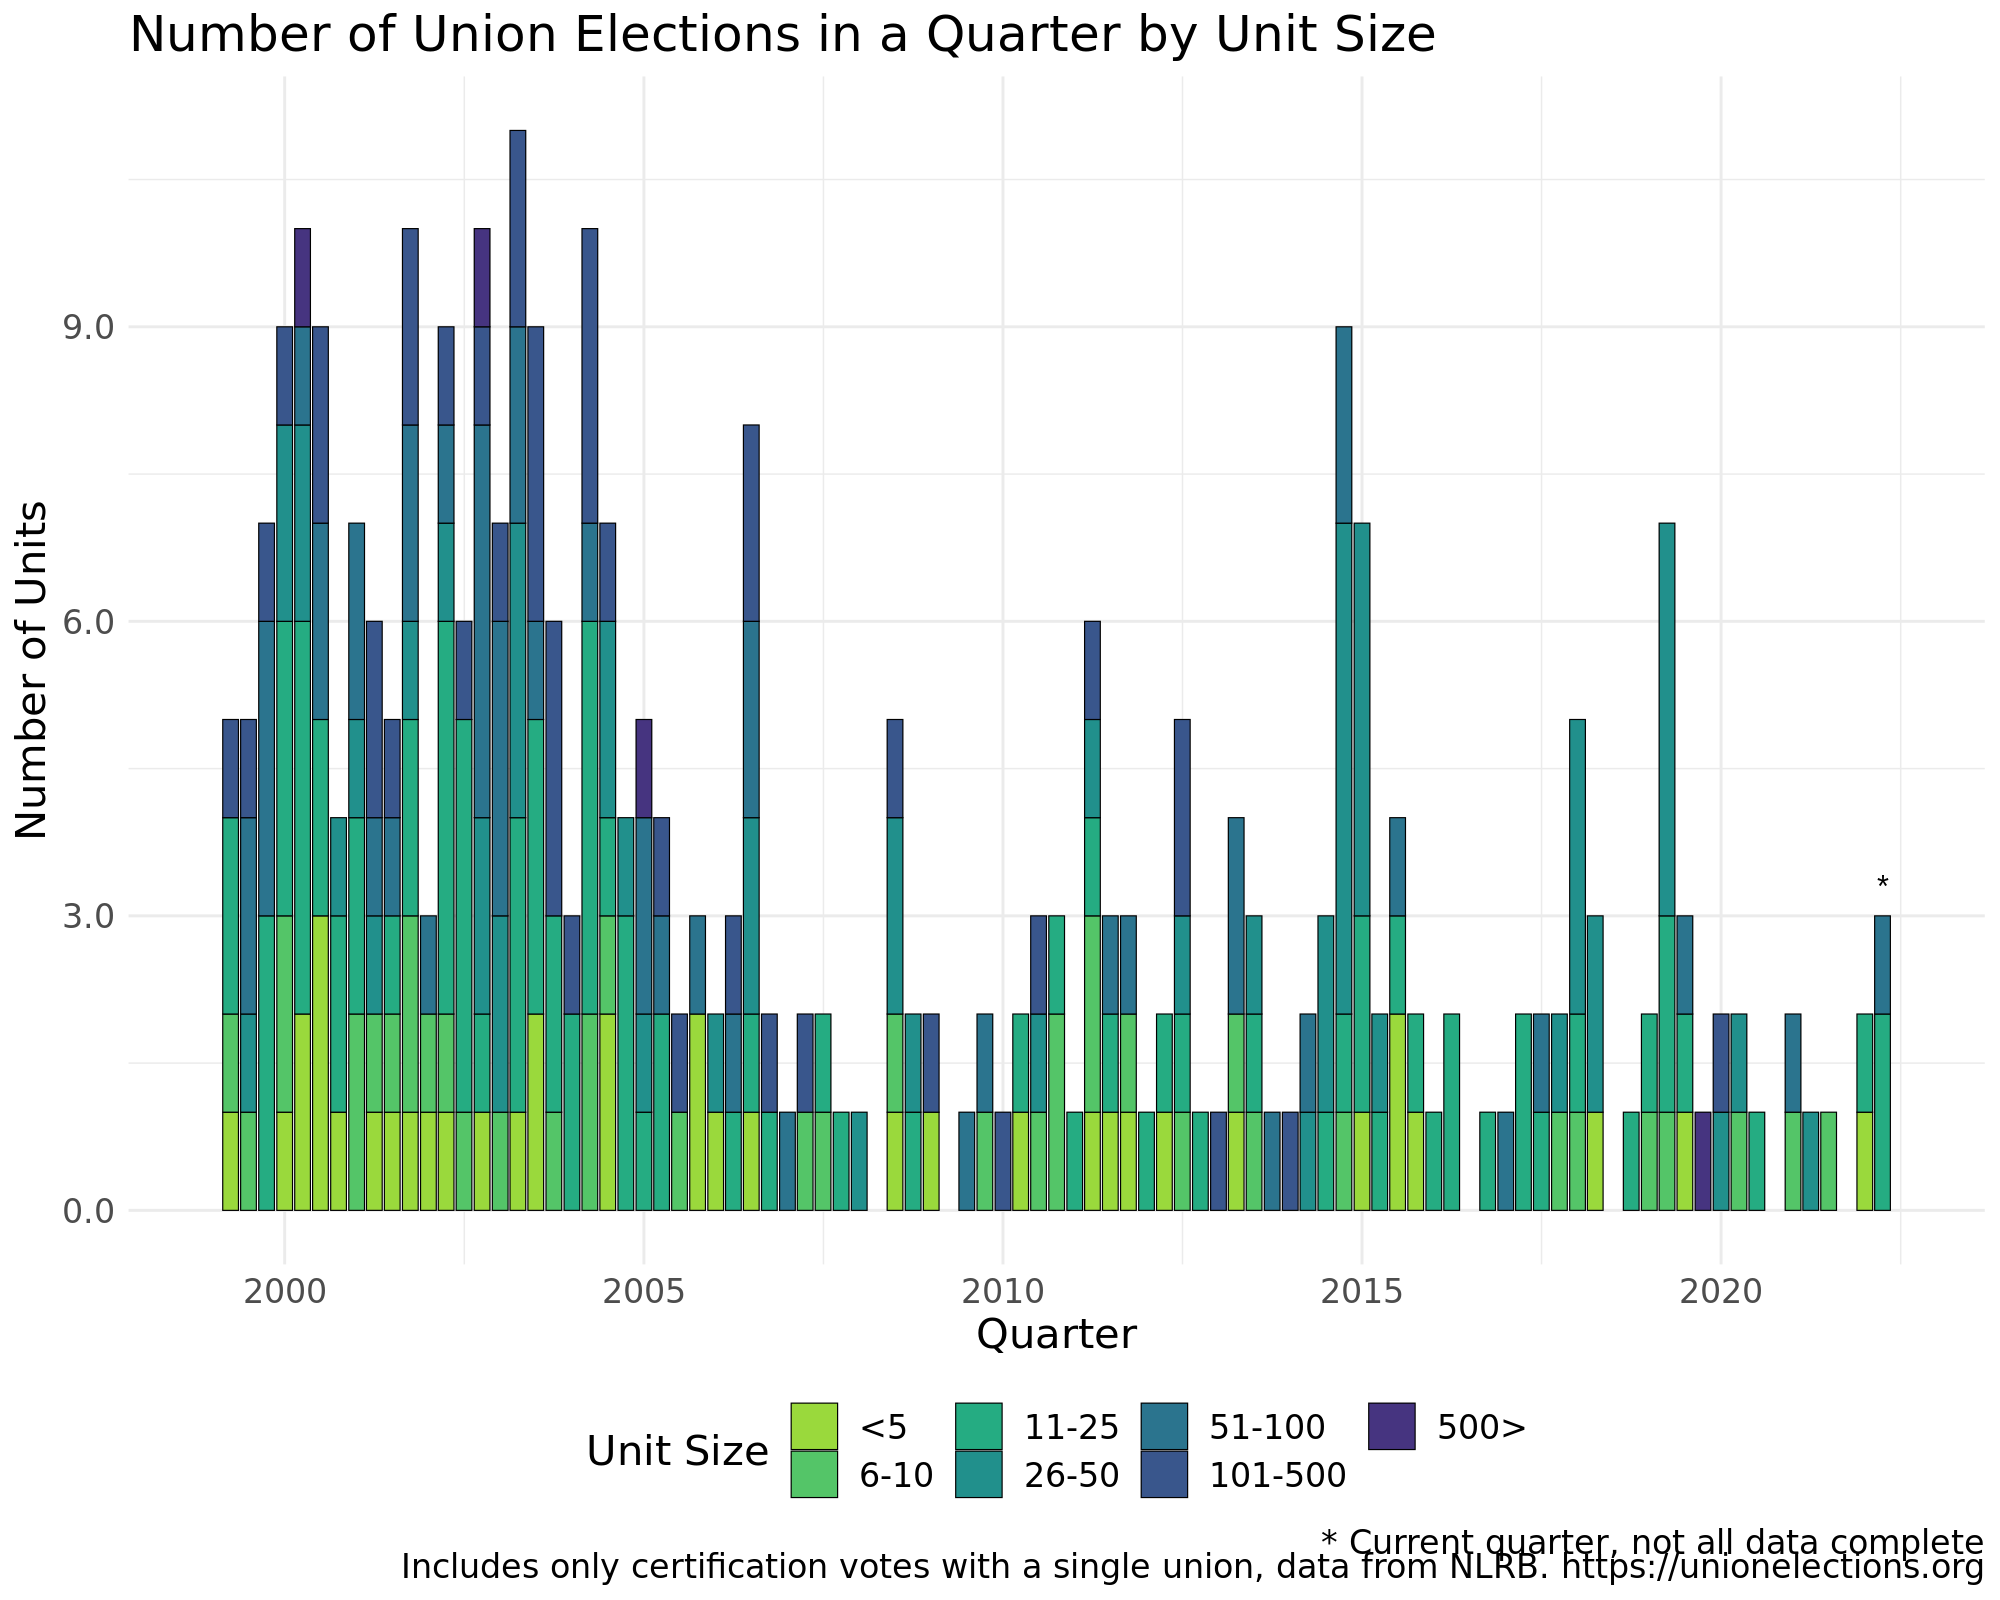 Number of Union Elections in a Quarter by Unit Size
Number of Units
9.0
6.0
3.0
0.0
*
2000 2005 2010 2015 2020
Quarter
Unit Size
<5 11-25 51-100 500>
6-10 26-50 101-500
* Current quarter, not all data complete
Includes only certification votes with a single union, data from NLRB. https://unionelections.org